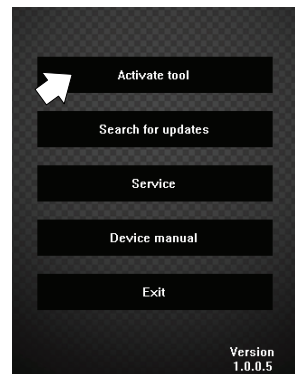 Activate tool
Search for updates
Service
Device manual
Exit
Version
1.0.0.5